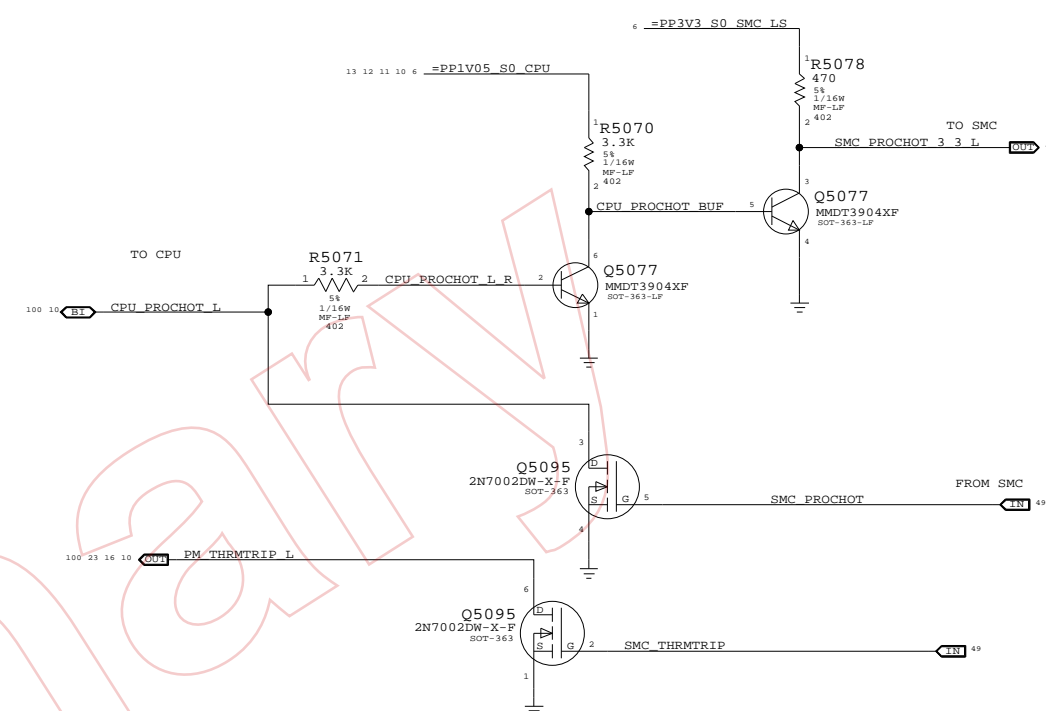 6 =PP3V3_S0_SMC_LS
1
R5078
470
5%
1/16W
MF-LF
402
2
13 12 11 10 6 =PP1V05_S0_CPU
1
R5070
3.3K
5%
1/16W
MF-LF
402
2
TO SMC
SMC_PROCHOT_3_3_L
OUT
3
Q5077
MMDT3904XF
SOT-363-LF
5
4
CPU_PROCHOT_BUF
TO CPU
R5071
3.3K
1
2
5%
1/16W
MF-LF
402
CPU_PROCHOT_L_R
2
6
Q5077
MMDT3904XF
SOT-363-LF
1
100 10 BI CPU_PROCHOT_L
3
Q5095
2N7002DW-X-F
SOT-363
D
S
G
5
4
SMC_PROCHOT
FROM SMC
IN 49
100 23 16 10 OUT PM_THRMTRIP_L
6
Q5095
2N7002DW-X-F
SOT-363
D
S
G
2
1
SMC_THRMTRIP
IN 49
nary